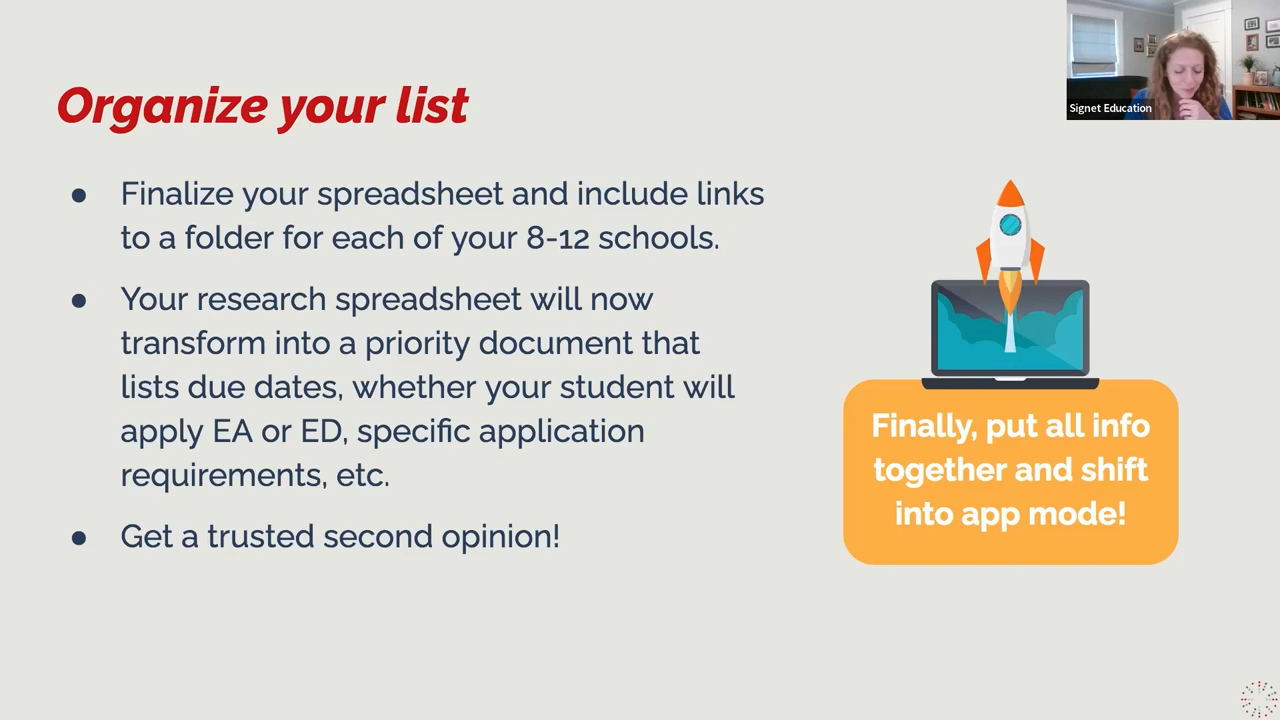 Organize your list
Signet Education
● Finalize your spreadsheet and include links
to a folder for each of your 8-12 schools.
● Your research spreadsheet will now
transform into a priority document that
lists due dates, whether your student will
apply EA or ED, specific application
requirements, etc.
● Get a trusted second opinion!
Finally, put all info
together and shift
into app mode!